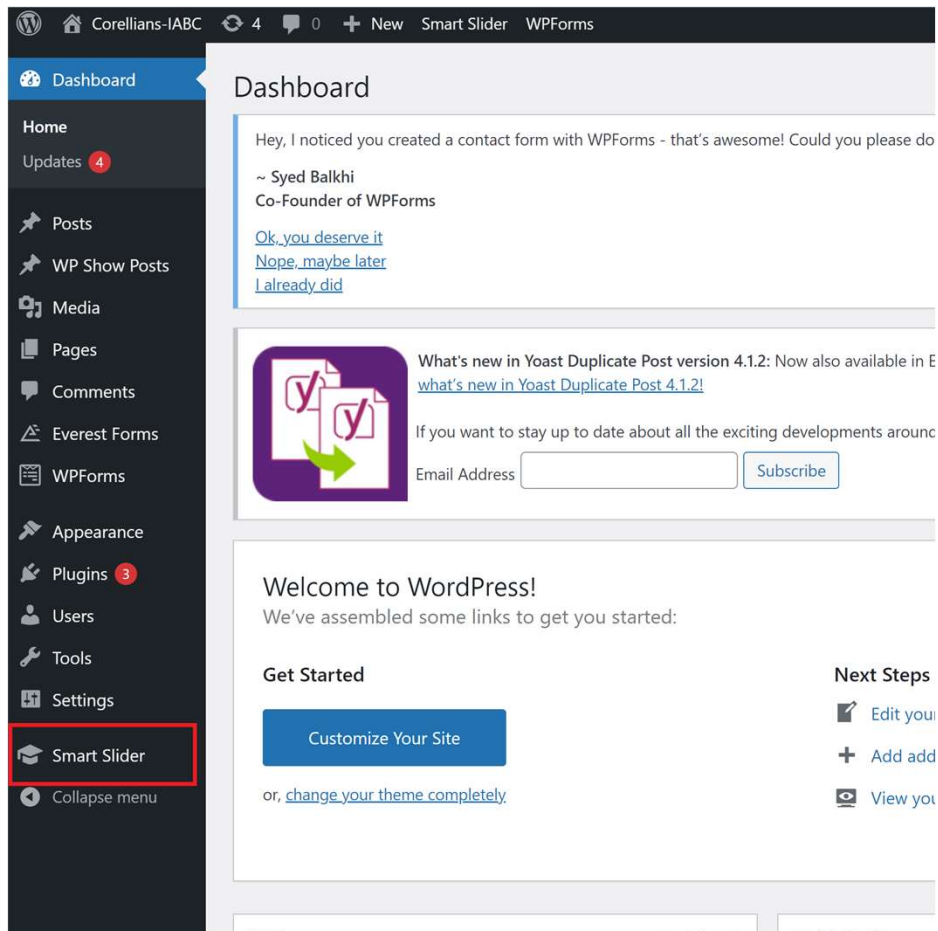 Corellians-IABC 4 0 New Smart Slider WPForms
Dashboard
Home
Updates 4
Posts
WP Show Posts
Media
Pages
Comments
Everest Forms
WPForms
Appearance
Plugins 3
Users
Tools
Settings
Smart Slider
Collapse menu
Dashboard
Hey, I noticed you created a contact form with WPForms - that's awesome! Could you please do
~ Syed Balkhi
Co-Founder of WPForms
Ok, you deserve it
Nope, maybe later
I already did
What's new in Yoast Duplicate Post version 4.1.2: Now also available in E
what's new in Yoast Duplicate Post 4.1.2!
If you want to stay up to date about all the exciting developments around
Email Address Subscribe
Welcome to WordPress!
We've assembled some links to get you started:
Get Started
Customize Your Site
or, change your theme completely
Next Steps
Edit your
Add add
View you